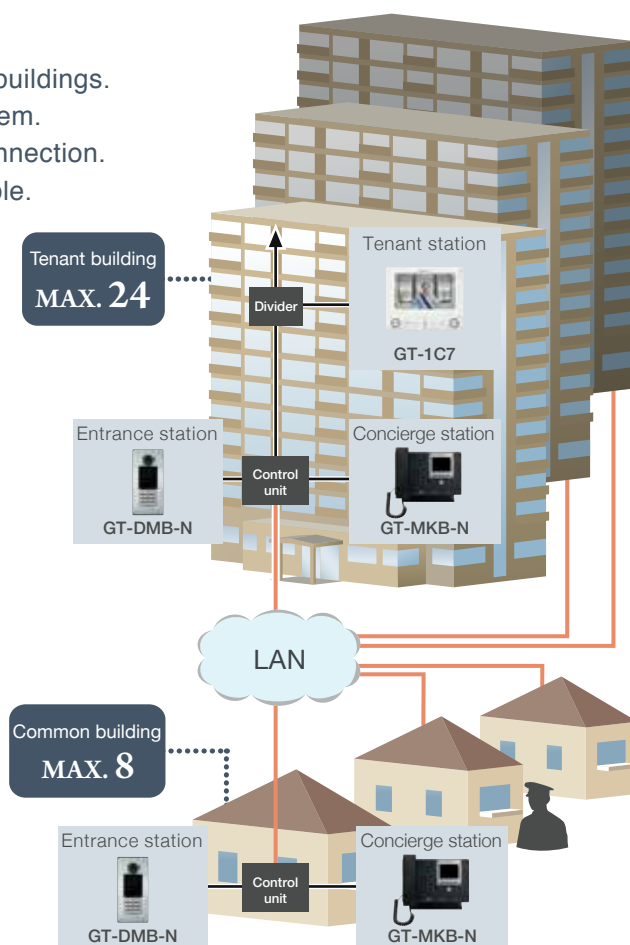 buildings.
em.
nnection.
le.
Tenant building
MAX. 24
Tenant station
Divider
GT-1C7
Entrance station
Concierge station
Control
unit
GT-DMB-N
GT-MKB-N
LAN
Common building
MAX. 8
Entrance station
Concierge station
Control
unit
GT-DMB-N
GT-MKB-N